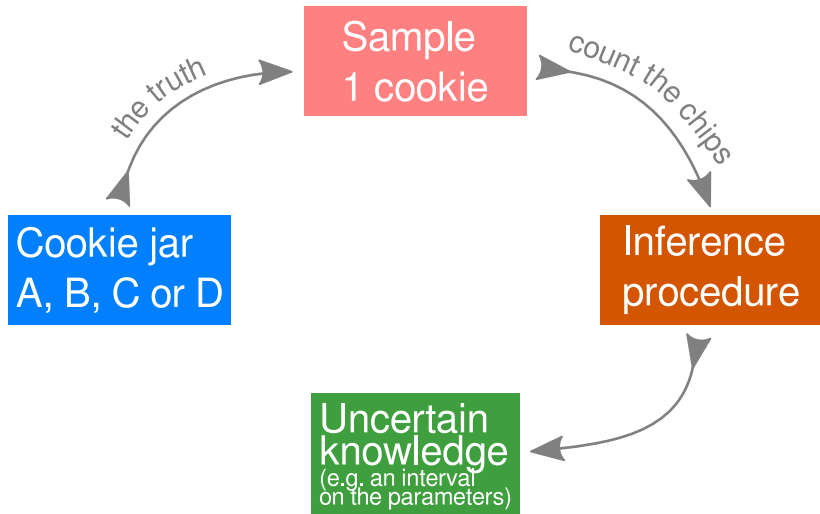 the truth
Sample
1 cookie
count the chips
Cookie jar
A, B, C or D
Inference
procedure
Uncertain
knowledge
(e.g. an interval
on the parameters)